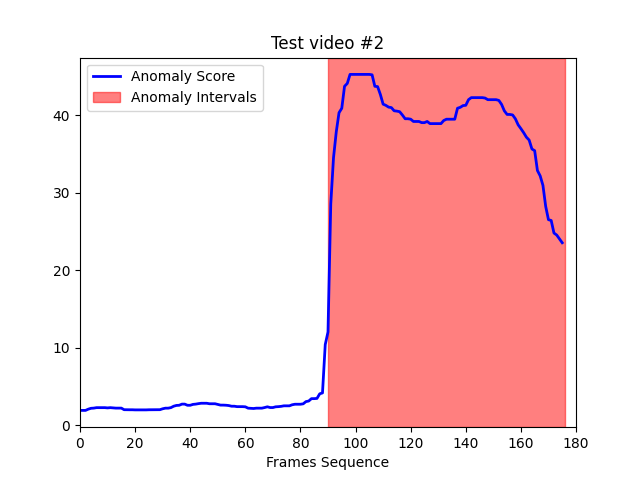 Test video #2
Anomaly Score
Anomaly Intervals
40
30
20
10
0
0 20 40 60 80 100 120 140 160 180
Frames Sequence